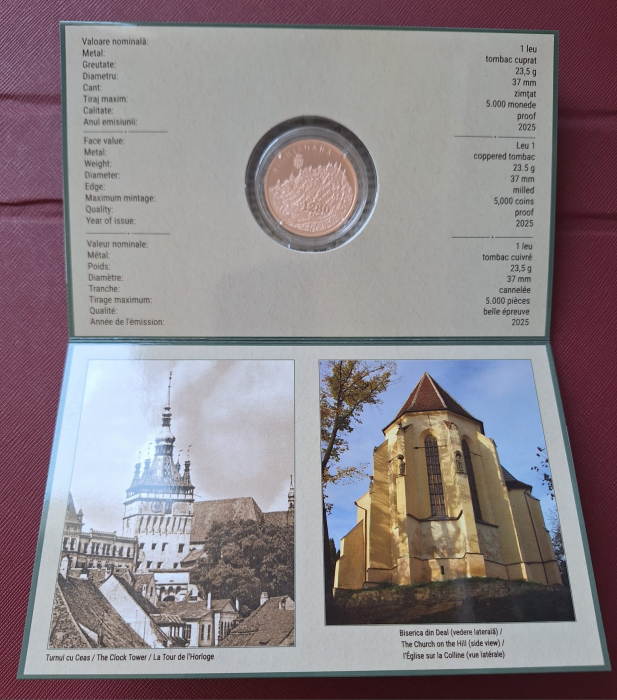 Valoare nominală: 1 leu
Metal: tombac cuprat
Greutate: 23,5 g
Diametru: 37 mm
Cant: zimțat
Tiraj maxim: 5.000 monede
Calitate: proof
Anul emisiunii: 2025
Face value: Leu 1
Metal: coppered tombac
Weight: 23.5 g
Diameter: 37 mm
Edge: milled
Maximum mintage: 5,000 coins
Quality: proof
Year of issue: 2025
Valeur nominale: 1 leu
Métal: tombac cuivré
Poids: 23,5 g
Diamètre: 37 mm
Tranche: cannelée
Tirage maximum: 5.000 pièces
Qualité: belle épreuve
Année de l'émission: 2025
1280
Turnul cu Ceas / The Clock Tower / La Tour de l'Horloge
Biserica din Deal (vedere laterală) /
The Church on the Hill (side view) /
l'Église sur la Colline (vue latérale)